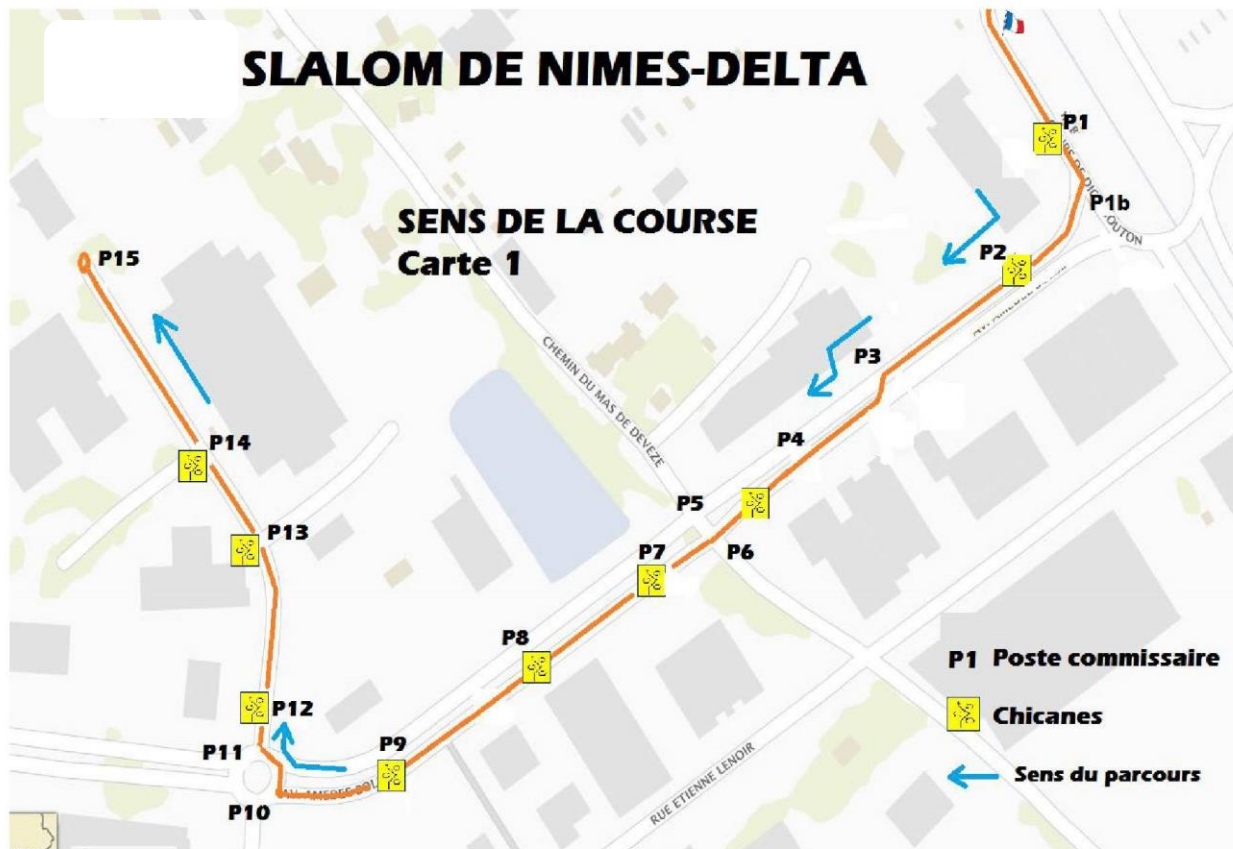 SLALOM DE NIMES-DELTA
P1
P1b
SENS DE LA COURSE
Carte 1
P2
P15
P3
CHEMIN DU MAS DE DEVEZE
P14
P4
P5
P13
P7
P6
P8
P1 Poste commissaire
P12
Chicanes
P11
P9
Sens du parcours
P10
RUE ETIENNE LENOIR